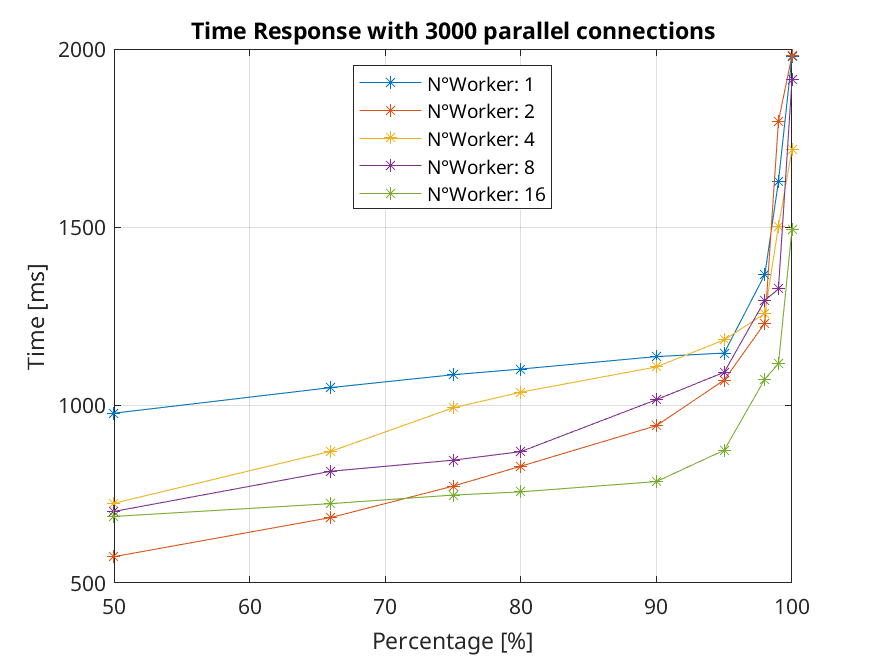 Time Response with 3000 parallel connections
2000
1500
1000
500
Time [ms]
N°Worker: 1
N°Worker: 2
N°Worker: 4
N°Worker: 8
N°Worker: 16
50 60 70 80 90 100
Percentage [%]